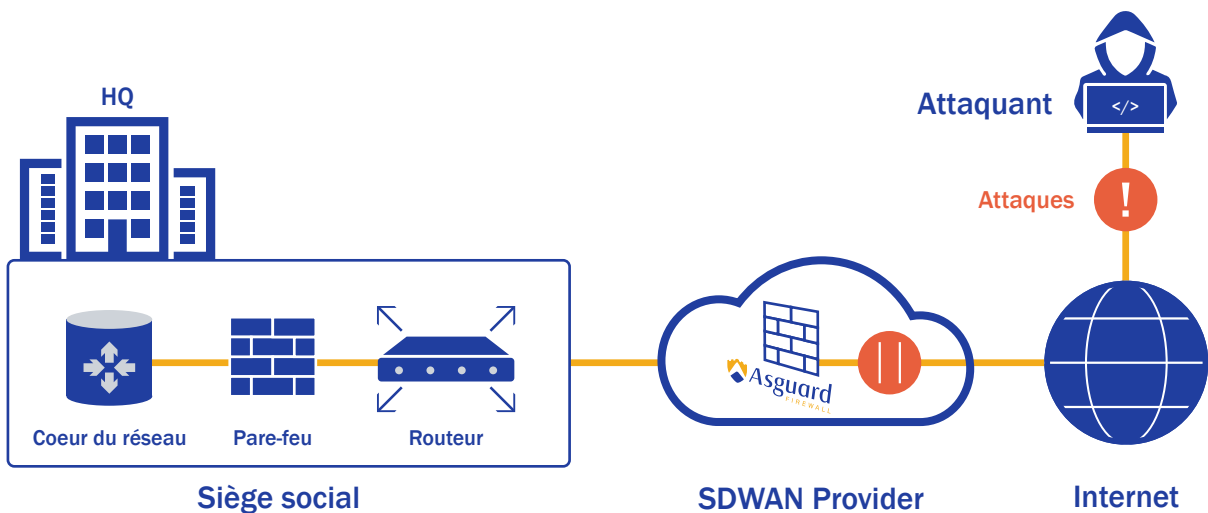 HQ
Attaquant
</>
Attaques
!
Asguard
FIREWALL
Coeur du réseau
Pare-feu
Routeur
Siège social
SDWAN Provider
Internet